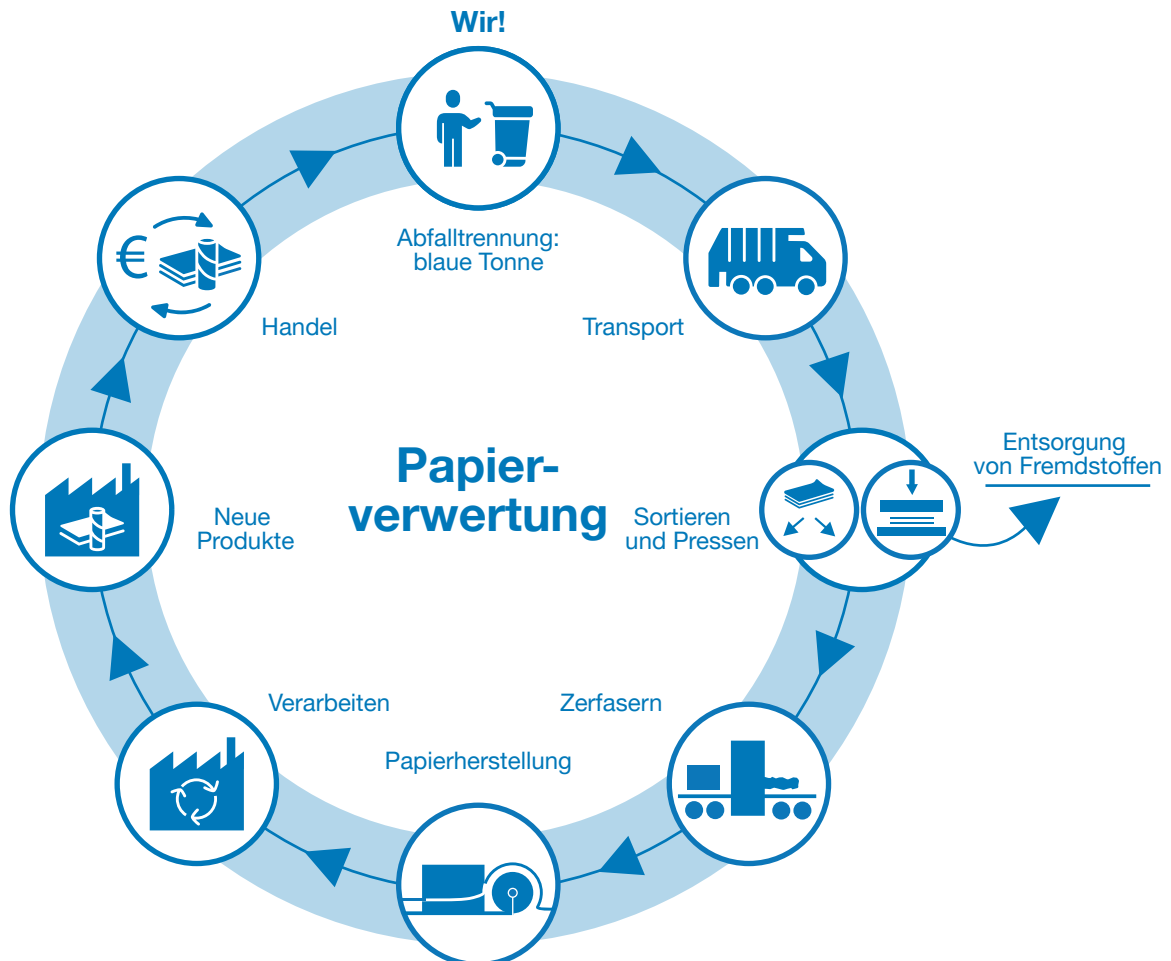 Wir!
Abfalltrennung:
blaue Tonne
Transport
Sortieren
und Pressen
Entsorgung
von Fremdstoffen
Zerfasern
Papierherstellung
Verarbeiten
Neue
Produkte
€
Handel
Papier-
verwertung